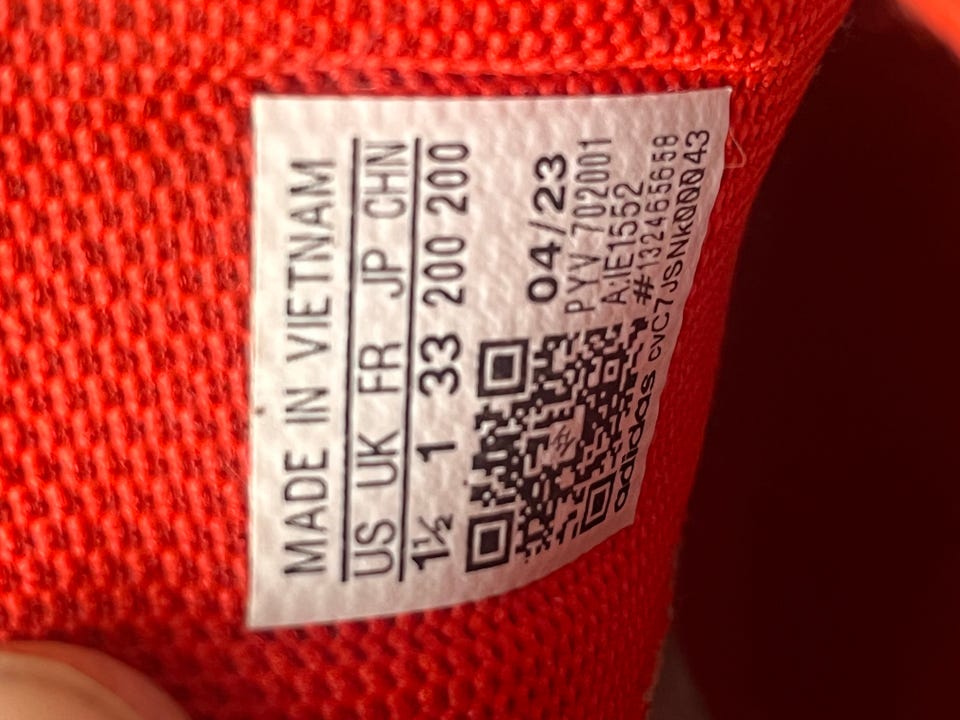 MADE IN VIETNAM
US UK FR JP CHN
1½ 1 33 200 200
04/23
PYV 702001
A:IE1552
#132465658
adidas cvC7JSNk00043